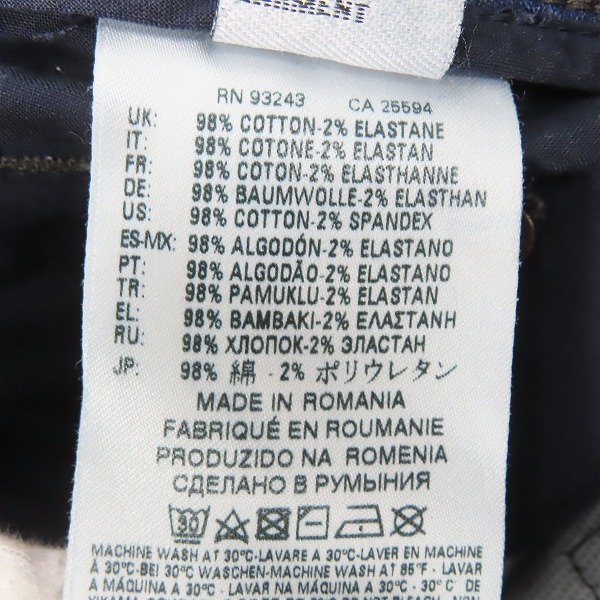 GARMENT
RN 93243 CA 25594
UK: 98% COTTON-2% ELASTANE
IT: 98% COTONE-2% ELASTAN
FR: 98% COTON-2% ELASTHANNE
DE: 98% BAUMWOLLE-2% ELASTHAN
US: 98% COTTON-2% SPANDEX
ES-MX: 98% ALGODÓN-2% ELASTANO
PT: 98% ALGODÃO-2% ELASTANO
TR: 98% PAMUKLU-2% ELASTAN
EL: 98% ΒΑΜΒΑΚΙ-2% ΕΛΑΣΤΑΝΗ
RU: 98% ХЛОПОК-2% ЭЛАСТАН
JP: 98% 綿 -2% ポリウレタン
MADE IN ROMANIA
FABRIQUÉ EN ROUMANIE
PRODUZIDO NA ROMENIA
СДЕЛАНО В РУМЫНИЯ
30
MACHINE WASH AT 30°C-LAVARE A 30°C-LAVER EN MACHINE
À 30°C-BEI 30°C WASCHEN-MACHINE WASH AT 85°F - LAVAR
A MÁQUINA A 30°C-LAVAR A MÁQUINA A 30°C-30°C